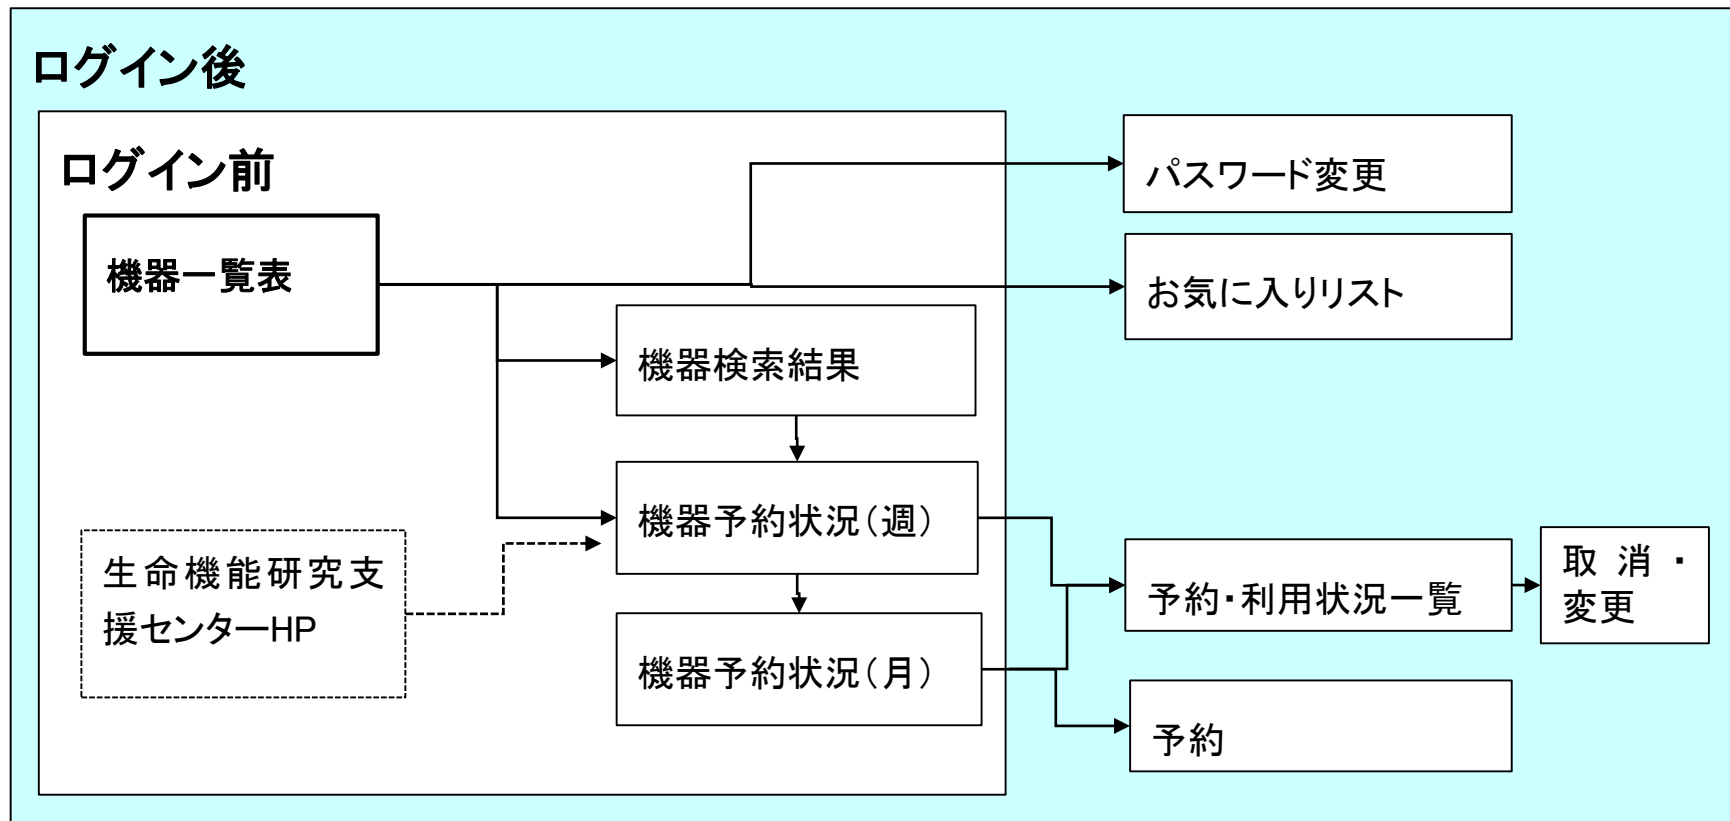 ログイン後
ログイン前
パスワード変更
機器一覧表
お気に入りリスト
機器検索結果
機器予約状況(週)
生命機能研究支
援センターHP
予約・利用状況一覧
取消・
変更
機器予約状況(月)
予約